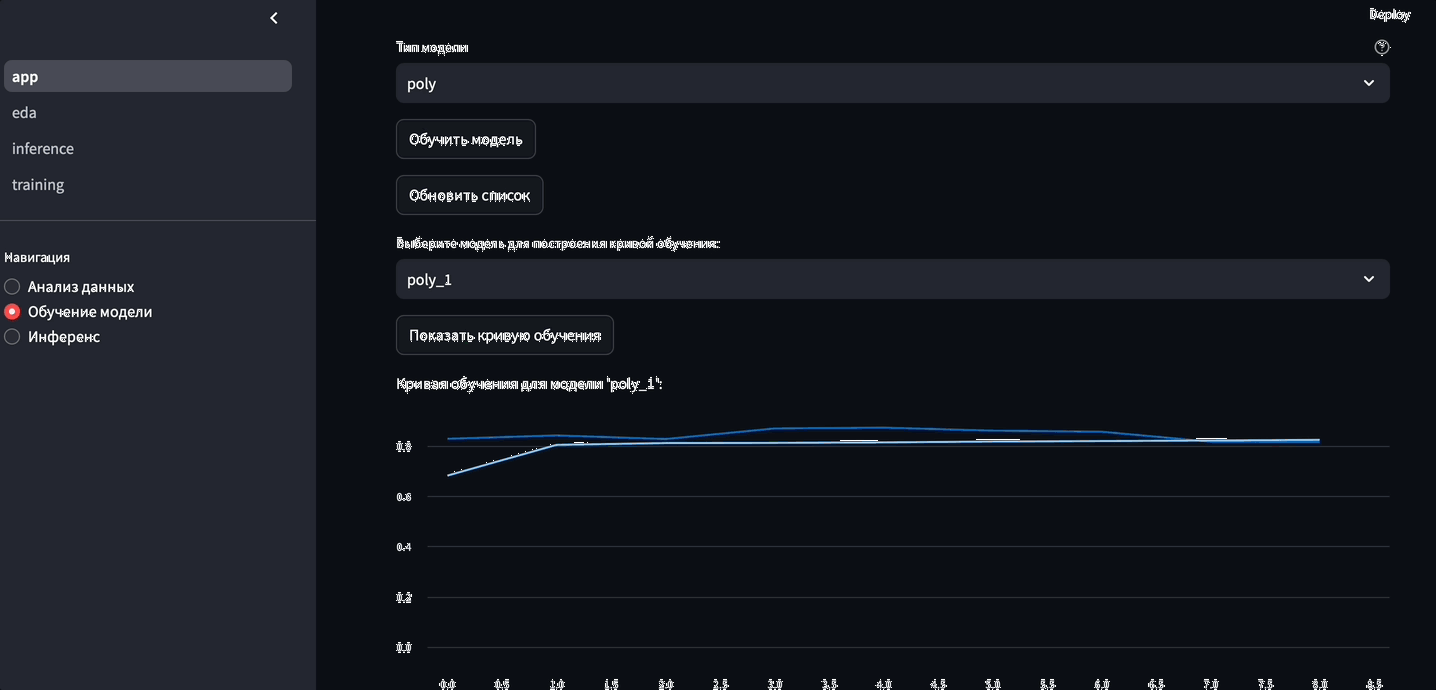 Deploy
app
eda
inference
training
Навигация
Анализ данных
Обучение модели
Инференс
Тип модели
poly
Обучить модель
Обновить список
Выберите модель для построения кривой обучения:
poly_1
Показать кривую обучения
Кривая обучения для модели 'poly_1':
0.8
0.6
0.4
0.2
0.0
0.0 0.5 1.0 1.5 2.0 2.5 3.0 3.5 4.0 4.5 5.0 5.5 6.0 6.5 7.0 7.5 8.0 8.5